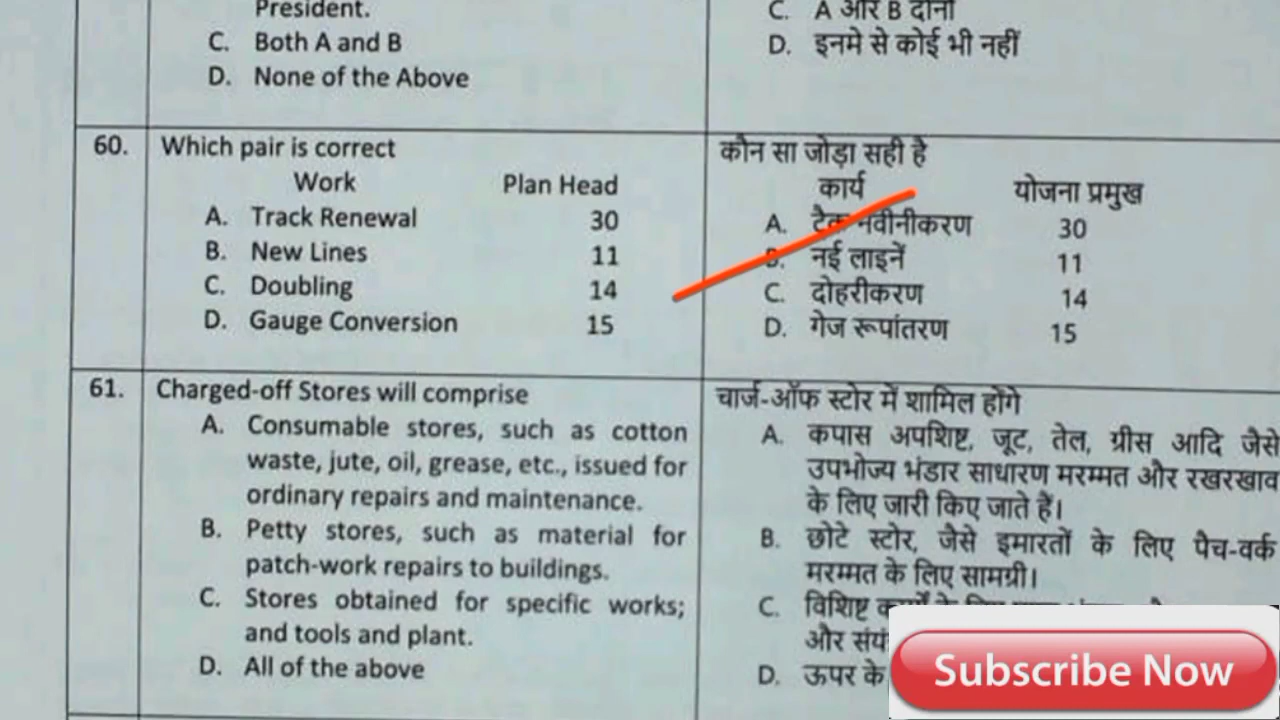 President.
C. Both A and B
D. None of the Above
C. A और B दोनों
D. इनमे से कोई भी नहीं
60. Which pair is correct
Work Plan Head
A. Track Renewal 30
B. New Lines 11
C. Doubling 14
D. Gauge Conversion 15
कौन सा जोड़ा सही है
कार्य योजना प्रमुख
A. टैक नवीनीकरण 30
B. नई लाइनें 11
C. दोहरीकरण 14
D. गेज रूपांतरण 15
61. Charged-off Stores will comprise
A. Consumable stores, such as cotton
waste, jute, oil, grease, etc., issued for
ordinary repairs and maintenance.
B. Petty stores, such as material for
patch-work repairs to buildings.
C. Stores obtained for specific works;
and tools and plant.
D. All of the above
चार्ज-ऑफ स्टोर में शामिल होंगे
A. कपास अपशिष्ट, जूट, तेल, ग्रीस आदि जैसे
उपभोज्य भंडार साधारण मरम्मत और रखरखाव
के लिए जारी किए जाते हैं।
B. छोटे स्टोर, जैसे इमारतों के लिए पैच-वर्क
मरम्मत के लिए सामग्री।
C. विशिष्ट
और
D. ऊपर के
Subscribe Now